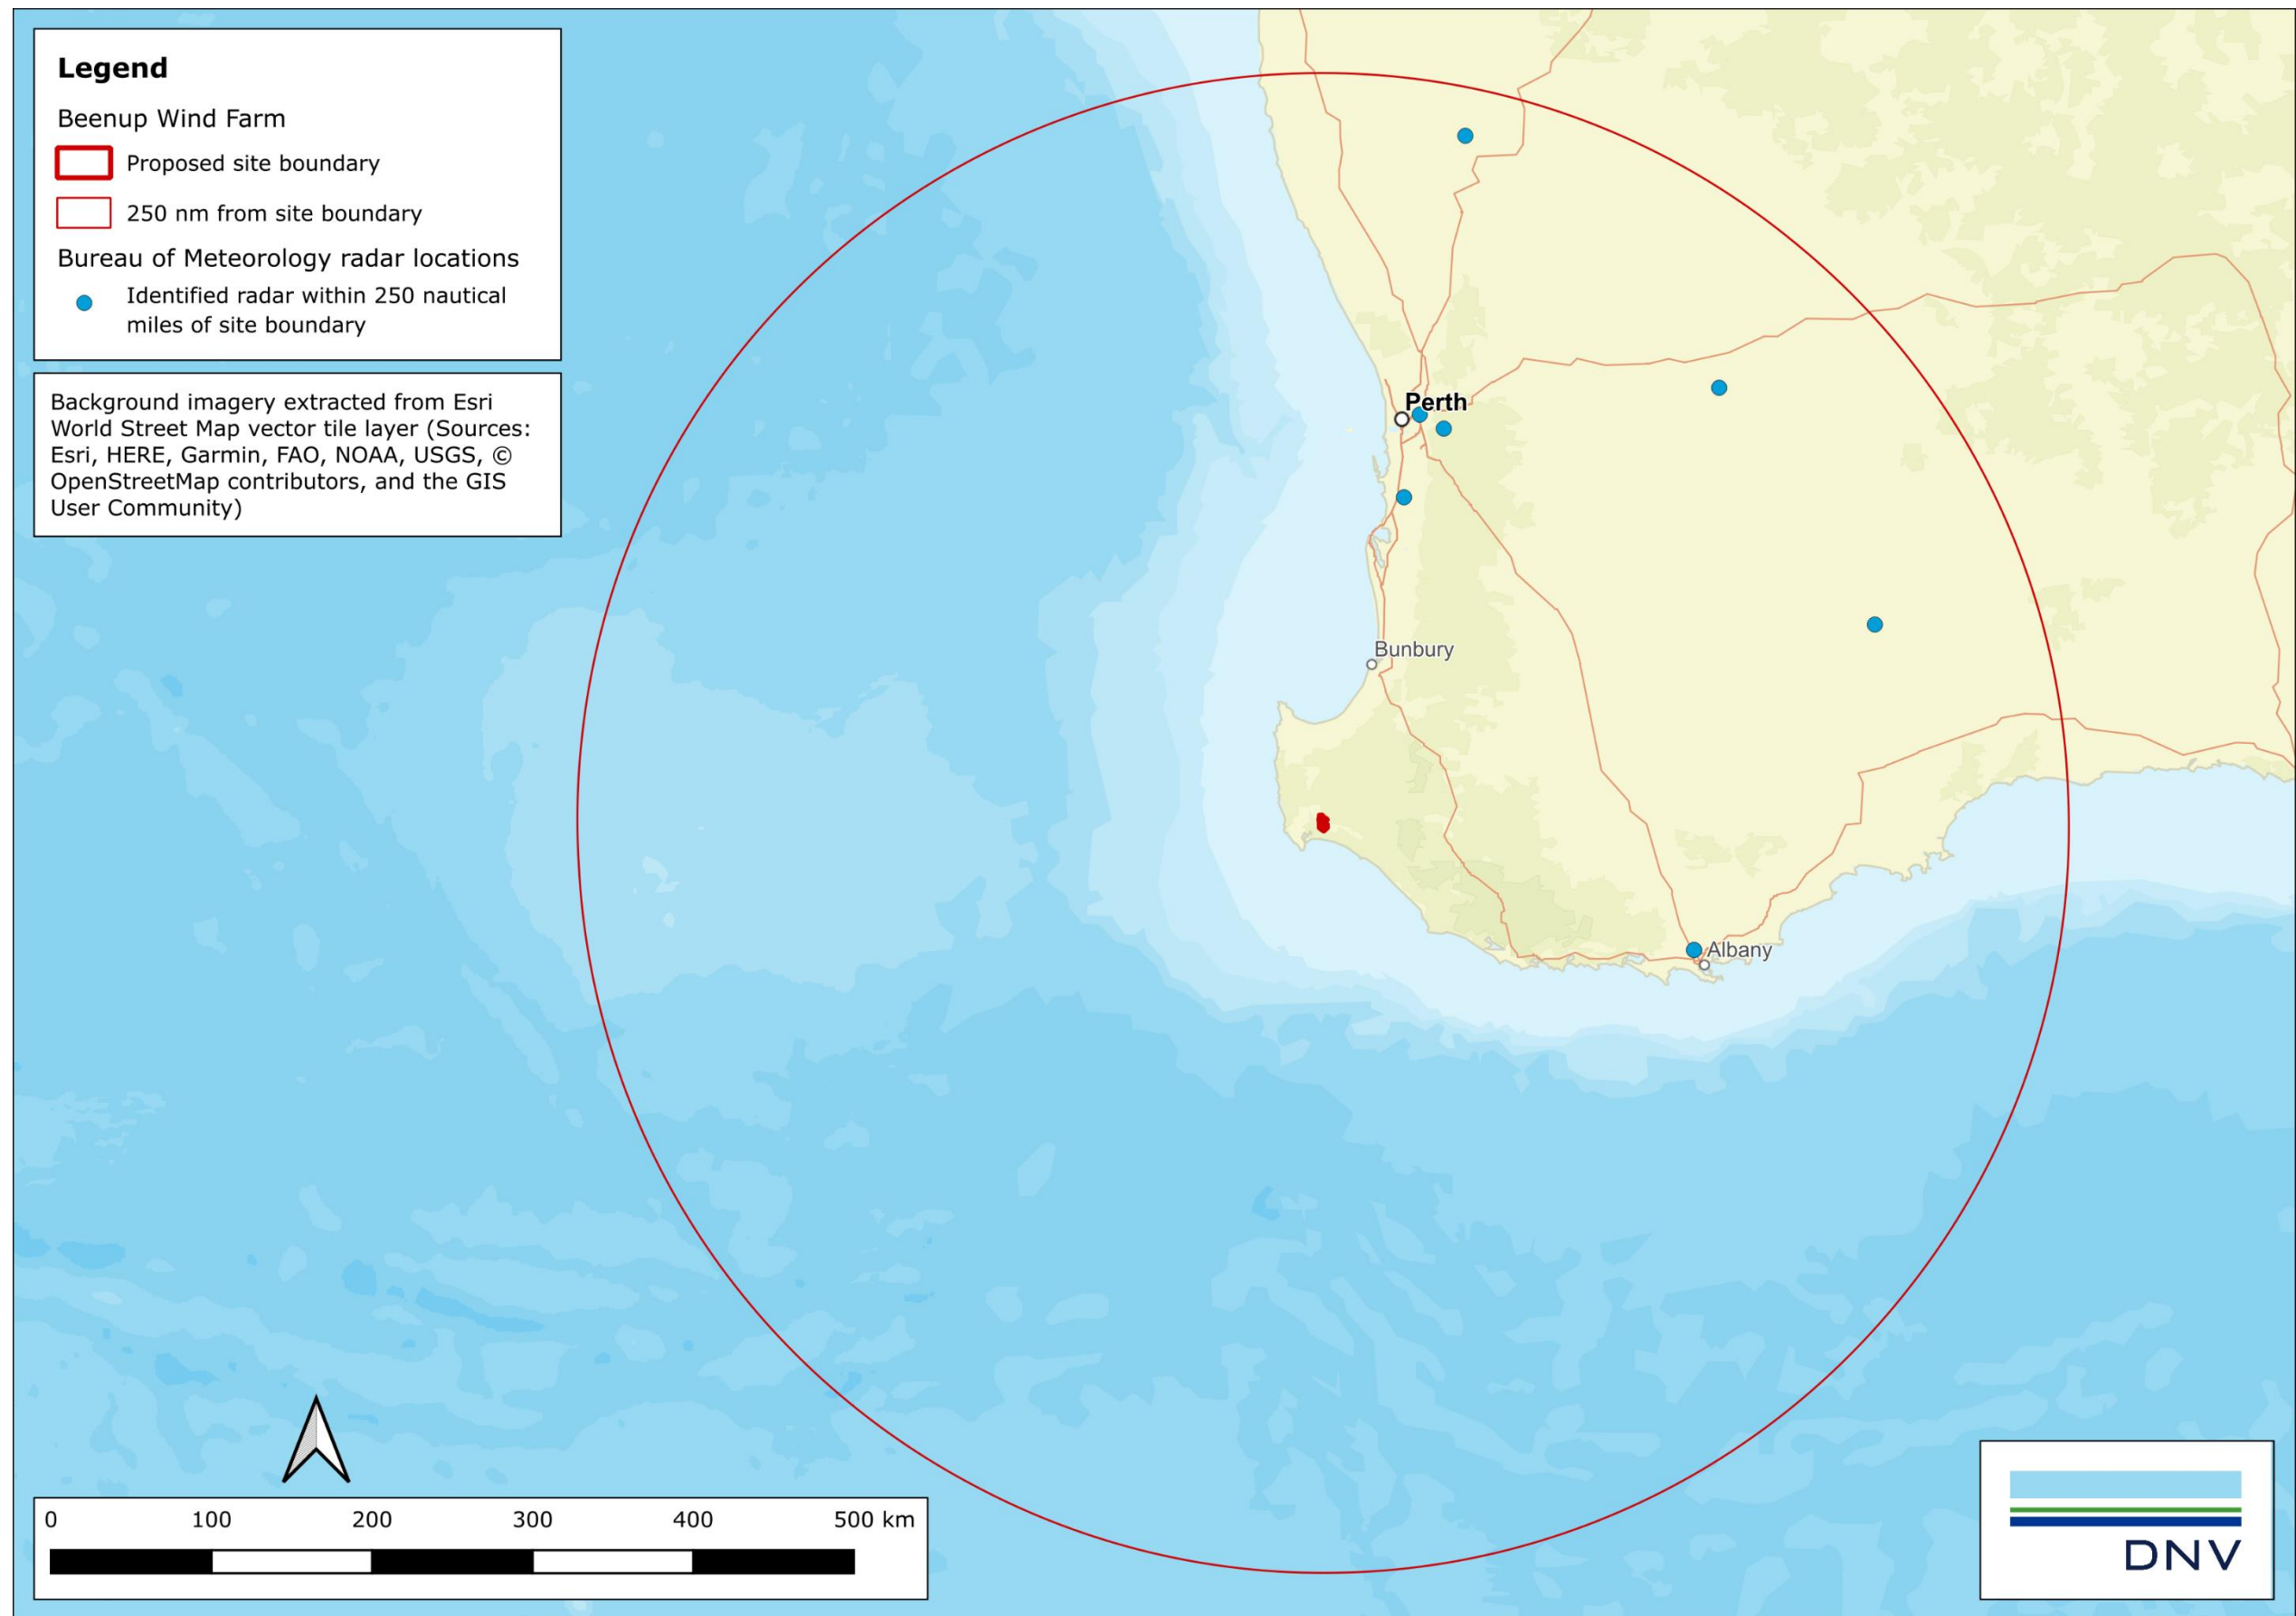 Legend
Beenup Wind Farm
Proposed site boundary
250 nm from site boundary
Bureau of Meteorology radar locations
Identified radar within 250 nautical
miles of site boundary
Background imagery extracted from Esri
World Street Map vector tile layer (Sources:
Esri, HERE, Garmin, FAO, NOAA, USGS, ©
OpenStreetMap contributors, and the GIS
User Community)
Perth
Bunbury
Albany
0 100 200 300 400 500 km
DNV